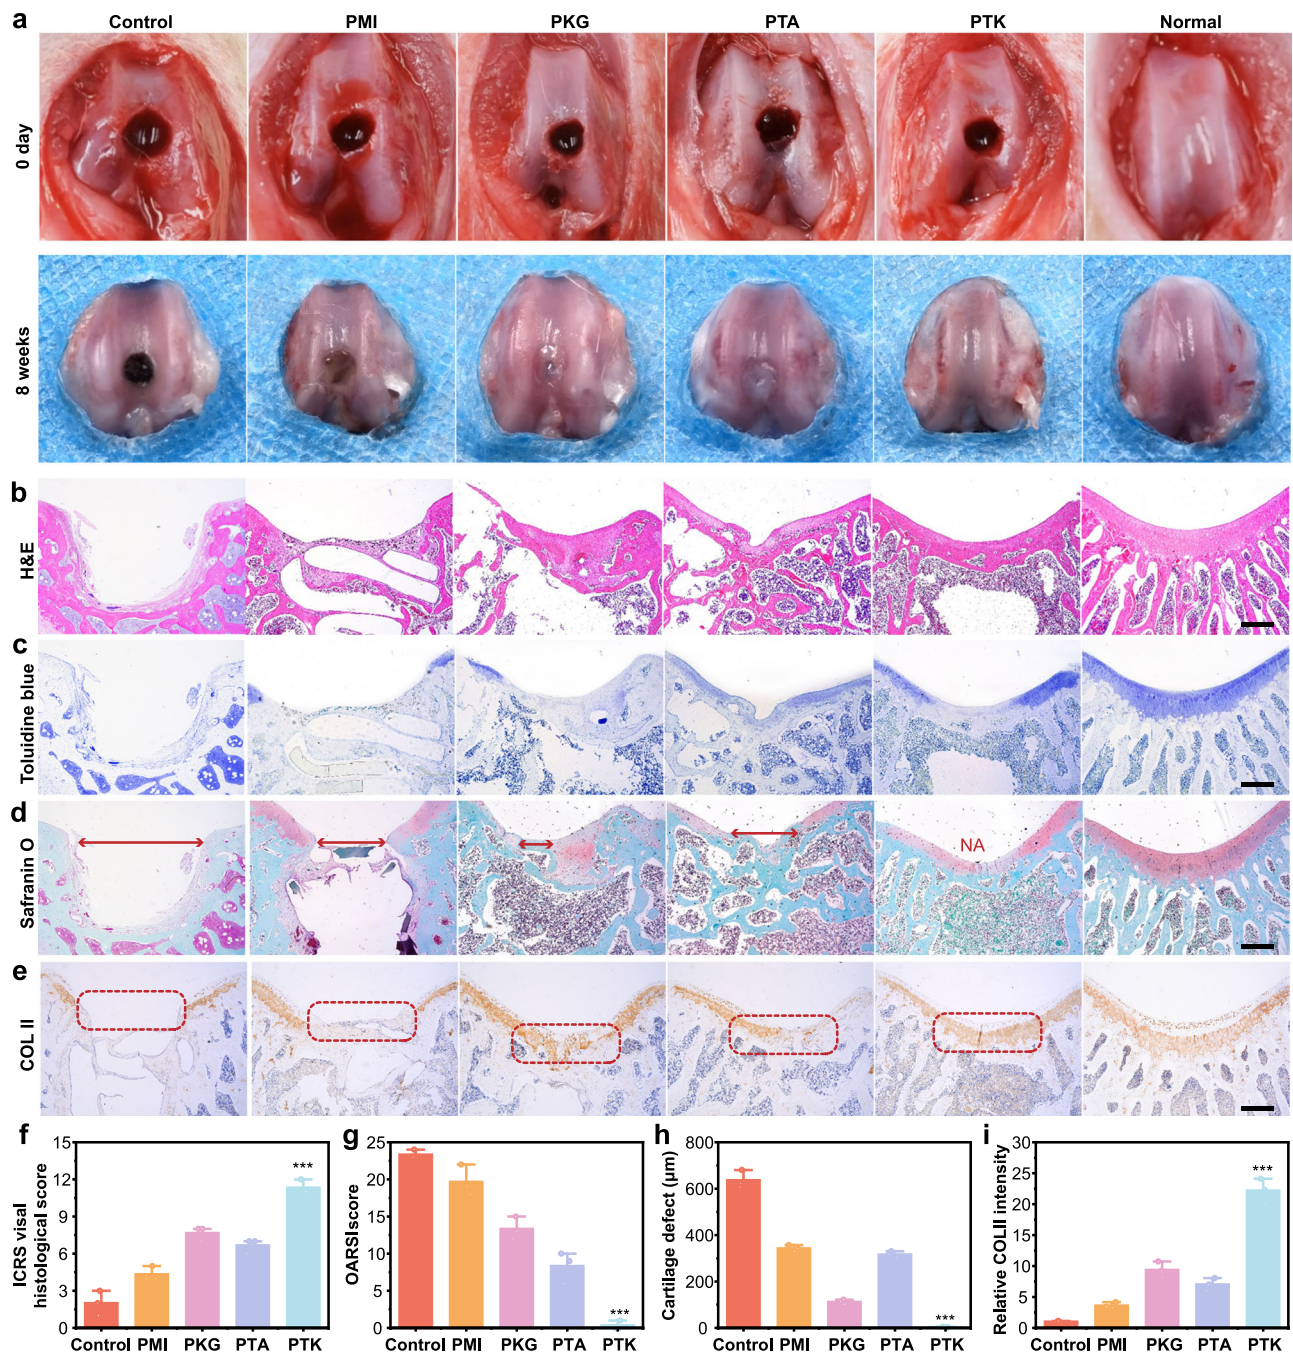 a
Control PMI PKG PTA PTK Normal
0 day
8 weeks
b
H&E
c
Toluidine blue
d
Safranin O
NA
e
COL II
f
ICRS visal
histological score
15
12
9
6
3
0
***
Control PMI PKG PTA PTK
g
OARSIscore
25
20
15
10
5
0
***
Control PMI PKG PTA PTK
h
Cartilage defect (μm)
800
600
400
200
0
***
Control PMI PKG PTA PTK
i
Relative COLII intensity
30
25
20
15
10
5
0
***
Control PMI PKG PTA PTK